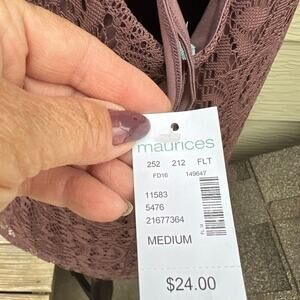 maurices
252 212 FLT
FD16 149647
11583
5476
21677364
MEDIUM
$24.00